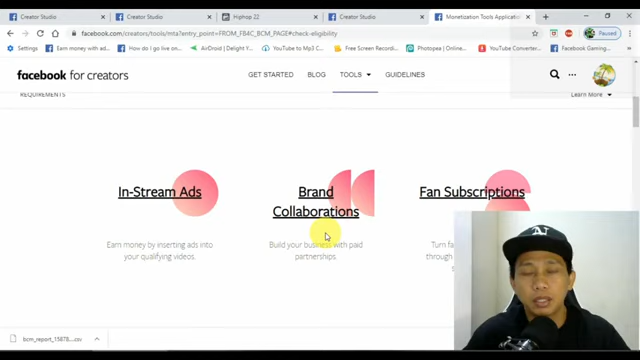 Creator Studio
Creator Studio
Hiphop 22
Creator Studio
Monetization Tools Applica
facebook.com/creators/tools/mta?entry_point=FROM_FB4C_BCM_PAGE#check-eligibility
Paused
Settings
Earn money with ad...
How do I go live on...
AirDroid | Delight Y...
YouTube to Mp3 C...
Free Screen Recordi...
Photopea | Online P...
YouTube Converter...
Facebook Gaming...
facebook for creators
GET STARTED
BLOG
TOOLS
GUIDELINES
REQUIREMENTS
Learn More
In-Stream Ads
Earn money by inserting ads into
your qualifying videos.
Brand
Collaborations
Build your business with paid
partnerships.
Fan Subscriptions
Turn fa
through
bcm_report_15878....csv